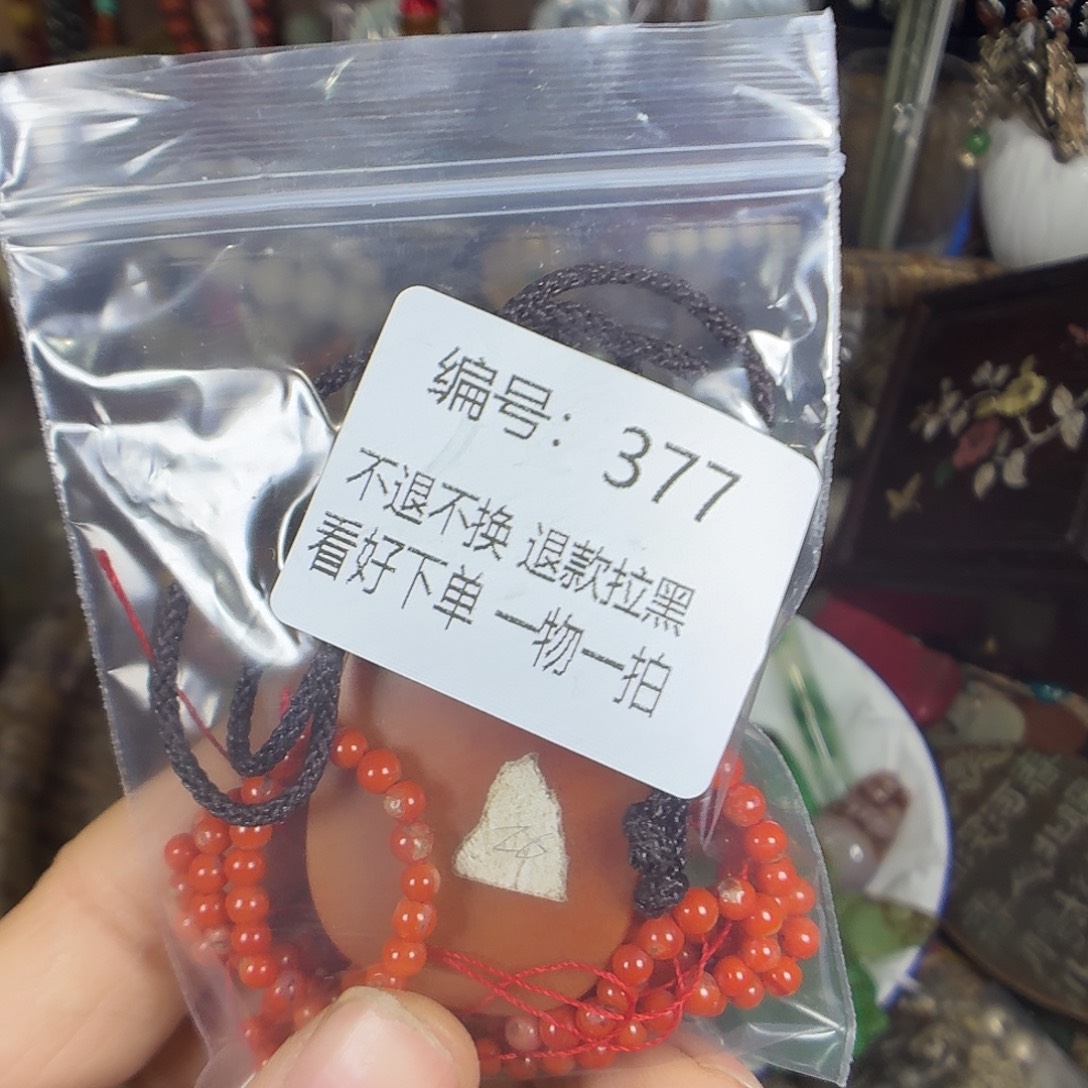 编号：377
不退不换 退款拉黑
看好下单 一物一拍